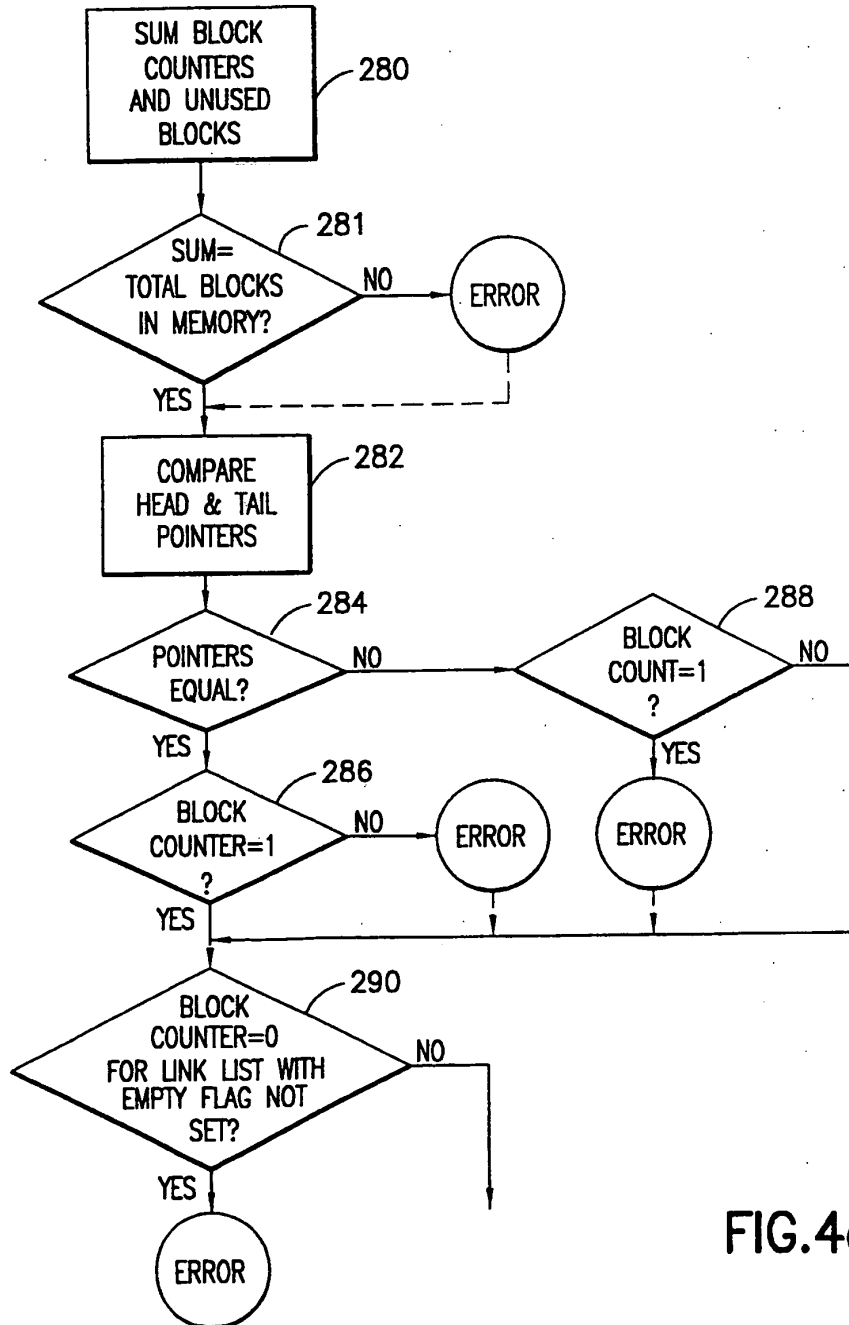 SUM BLOCK
COUNTERS
AND UNUSED
BLOCKS
280
281
SUM=
TOTAL BLOCKS
IN MEMORY?
NO
ERROR
YES
COMPARE
HEAD & TAIL
POINTERS
282
284
POINTERS
EQUAL?
NO
288
BLOCK
COUNT=1
?
NO
YES
YES
286
BLOCK
COUNTER=1
?
NO
ERROR
ERROR
YES
290
BLOCK
COUNTER=0
FOR LINK LIST WITH
EMPTY FLAG NOT
SET?
NO
YES
ERROR
FIG.4